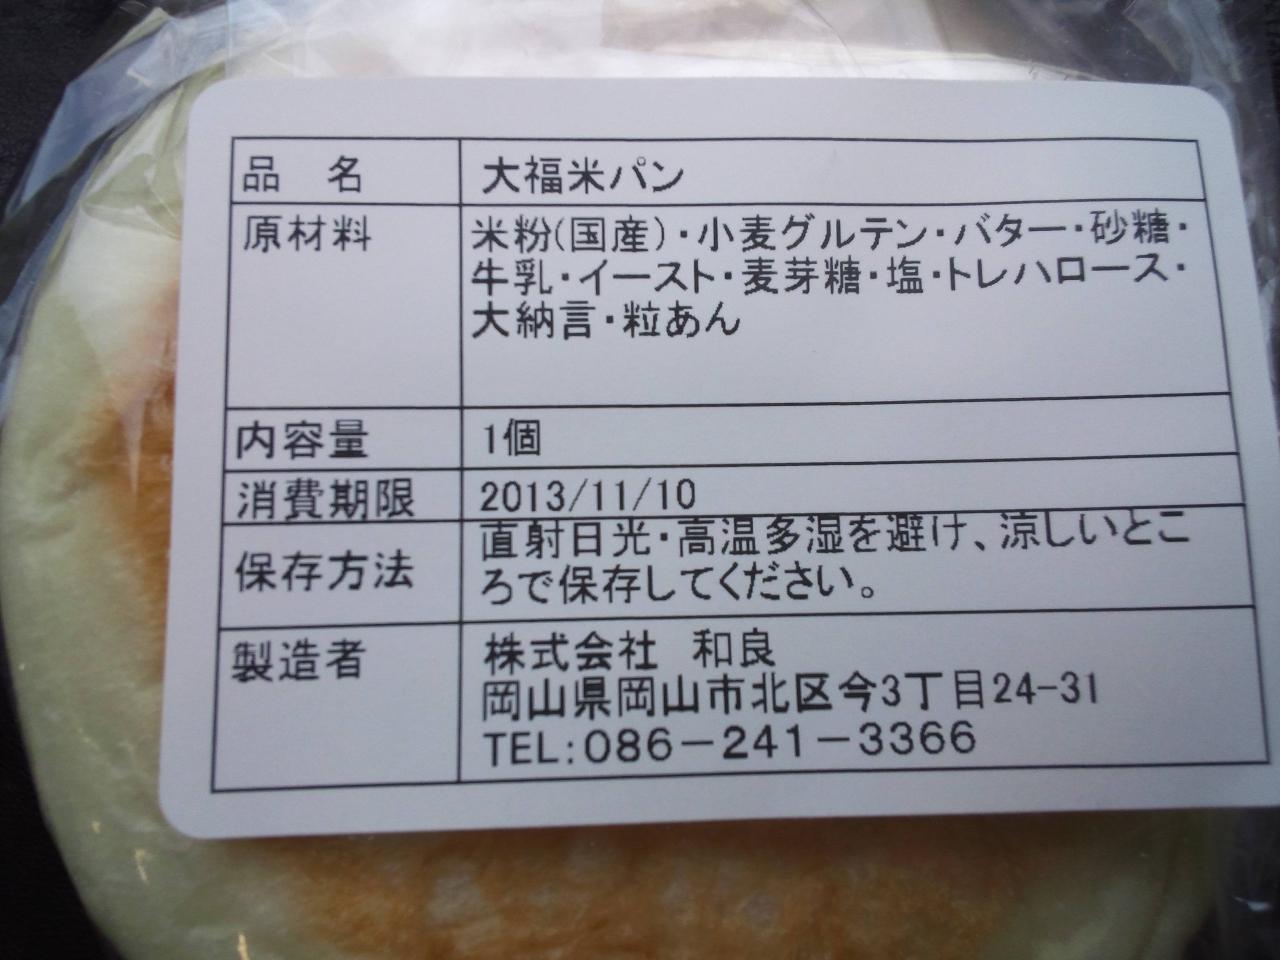 品　名　大福米パン
原材料　米粉(国産)・小麦グルテン・バター・砂糖・
牛乳・イースト・麦芽糖・塩・トレハロース・
大納言・粒あん
内容量　1個
消費期限　2013/11/10
保存方法　直射日光・高温多湿を避け、涼しいとこ
ろで保存してください。
製造者　株式会社　和良
岡山県岡山市北区今3丁目24-31
TEL:086－241－3366